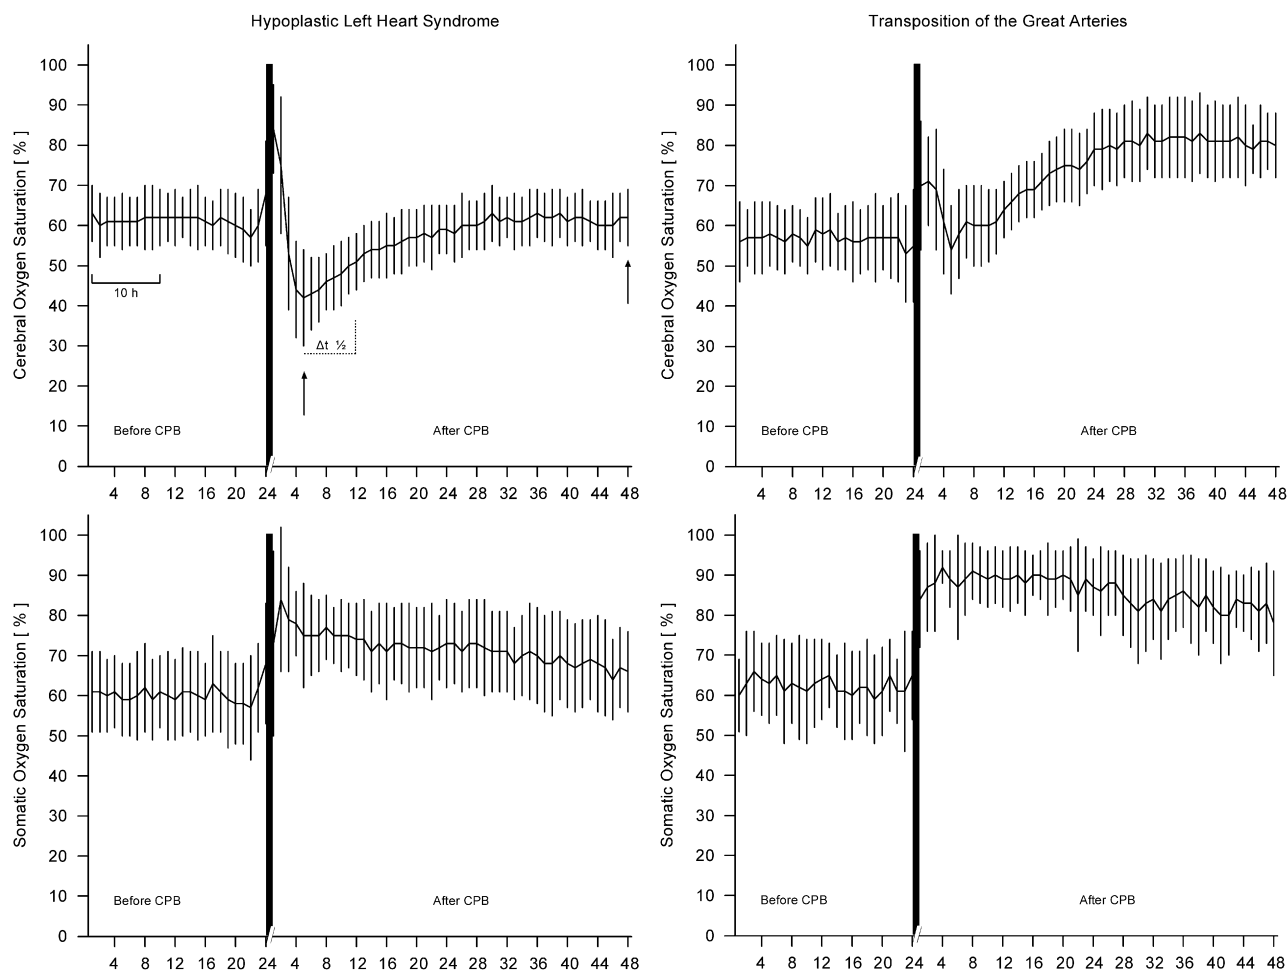 Hypoplastic Left Heart Syndrome
Transposition of the Great Arteries
Cerebral Oxygen Saturation [ % ]
100
90
80
70
60
50
40
30
20
10
0
10 h
Δt ½
Before CPB
After CPB
4 8 12 16 20 24 4 8 12 16 20 24 28 32 36 40 44 48
Cerebral Oxygen Saturation [ % ]
100
90
80
70
60
50
40
30
20
10
0
Before CPB
After CPB
4 8 12 16 20 24 4 8 12 16 20 24 28 32 36 40 44 48
Somatic Oxygen Saturation [ % ]
100
90
80
70
60
50
40
30
20
10
0
Before CPB
After CPB
4 8 12 16 20 24 4 8 12 16 20 24 28 32 36 40 44 48
Somatic Oxygen Saturation [ % ]
100
90
80
70
60
50
40
30
20
10
0
Before CPB
After CPB
4 8 12 16 20 24 4 8 12 16 20 24 28 32 36 40 44 48